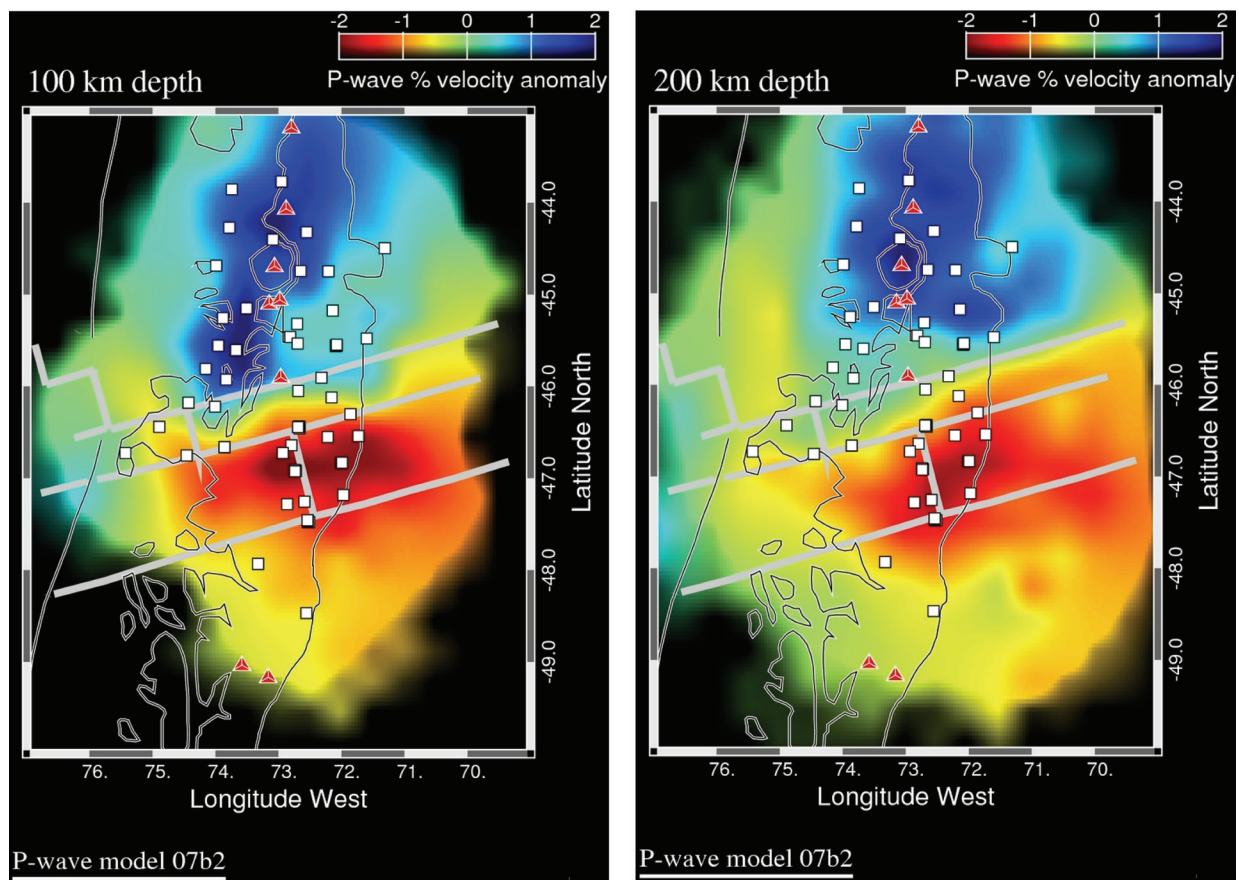 -2 -1 0 1 2
P-wave % velocity anomaly
100 km depth
-44.0
-45.0
-46.0
-47.0
-48.0
-49.0
Latitude North
76. 75. 74. 73. 72. 71. 70.
Longitude West
P-wave model 07b2
-2 -1 0 1 2
P-wave % velocity anomaly
200 km depth
-44.0
-45.0
-46.0
-47.0
-48.0
-49.0
Latitude North
76. 75. 74. 73. 72. 71. 70.
Longitude West
P-wave model 07b2